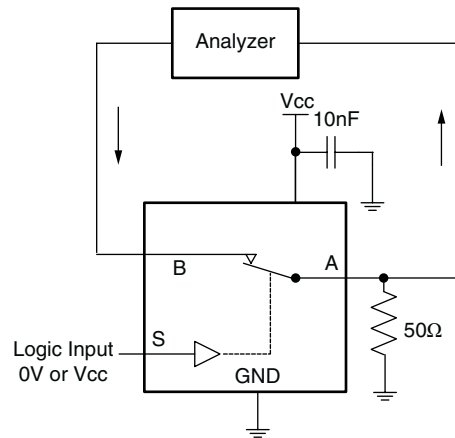 Analyzer
Vcc
10nF
B
A
S
50Ω
Logic Input
0V or Vcc
GND